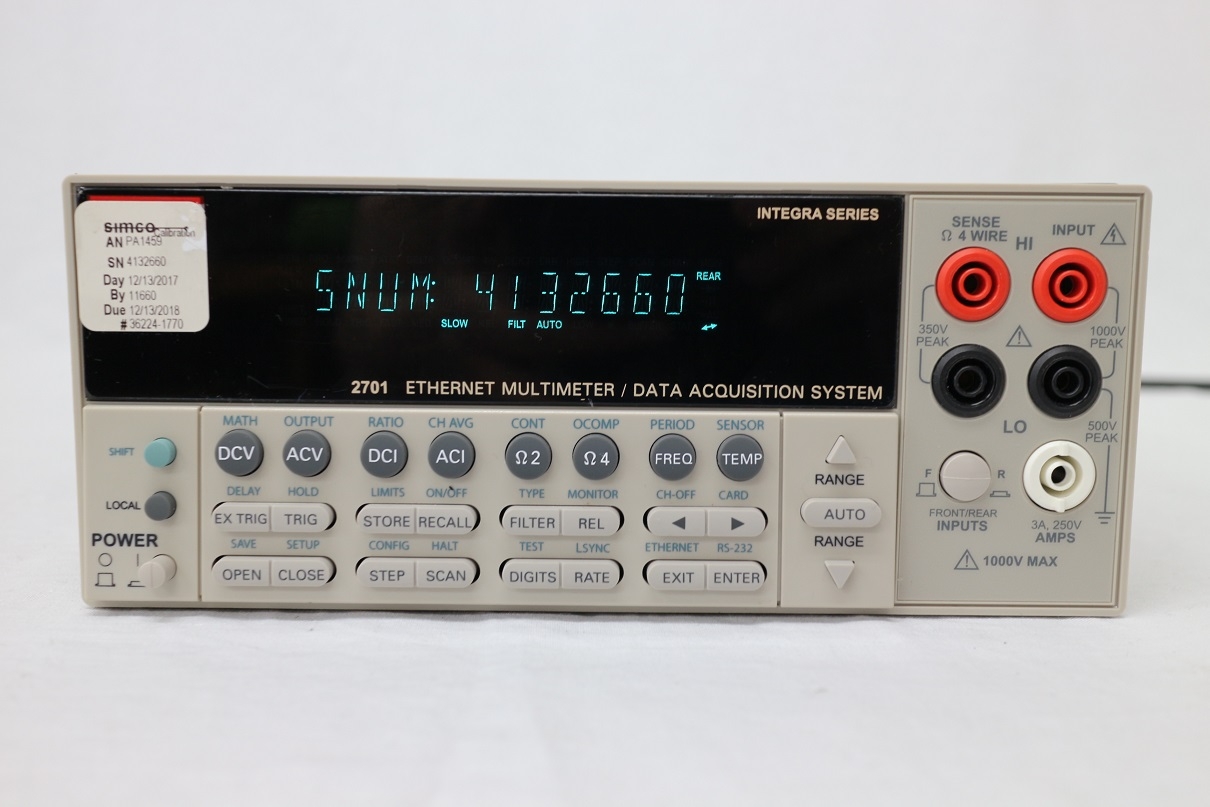 simco
Calibration
AN PA1459
SN 4132660
Day 12/13/2017
By 11660
Due 12/13/2018
# 36224-1770
INTEGRA SERIES
SNUM: 4132660
REAR
SLOW FILT AUTO
2701 ETHERNET MULTIMETER / DATA ACQUISITION SYSTEM
SENSE
Ω 4 WIRE
HI
INPUT
350V
PEAK
1000V
PEAK
LO
500V
PEAK
F R
FRONT/REAR
INPUTS
3A, 250V
AMPS
1000V MAX
SHIFT
LOCAL
POWER
O I
MATH OUTPUT RATIO CH AVG CONT OCOMP PERIOD SENSOR
DCV ACV DCI ACI Ω2 Ω4 FREQ TEMP
DELAY HOLD LIMITS ON/OFF TYPE MONITOR CH-OFF CARD
EX TRIG TRIG STORE RECALL FILTER REL
SAVE SETUP CONFIG HALT TEST LSYNC ETHERNET RS-232
OPEN CLOSE STEP SCAN DIGITS RATE EXIT ENTER
RANGE
AUTO
RANGE